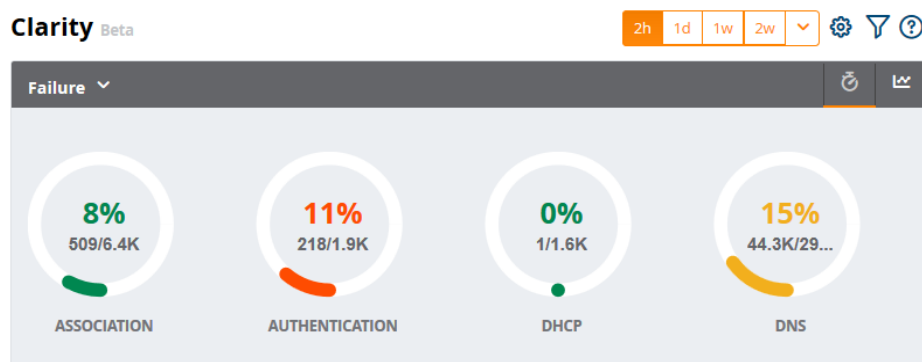 Clarity Beta
2h 1d 1w 2w
Failure
8% 11% 0% 15%
509/6.4K 218/1.9K 1/1.6K 44.3K/29...
ASSOCIATION AUTHENTICATION DHCP DNS